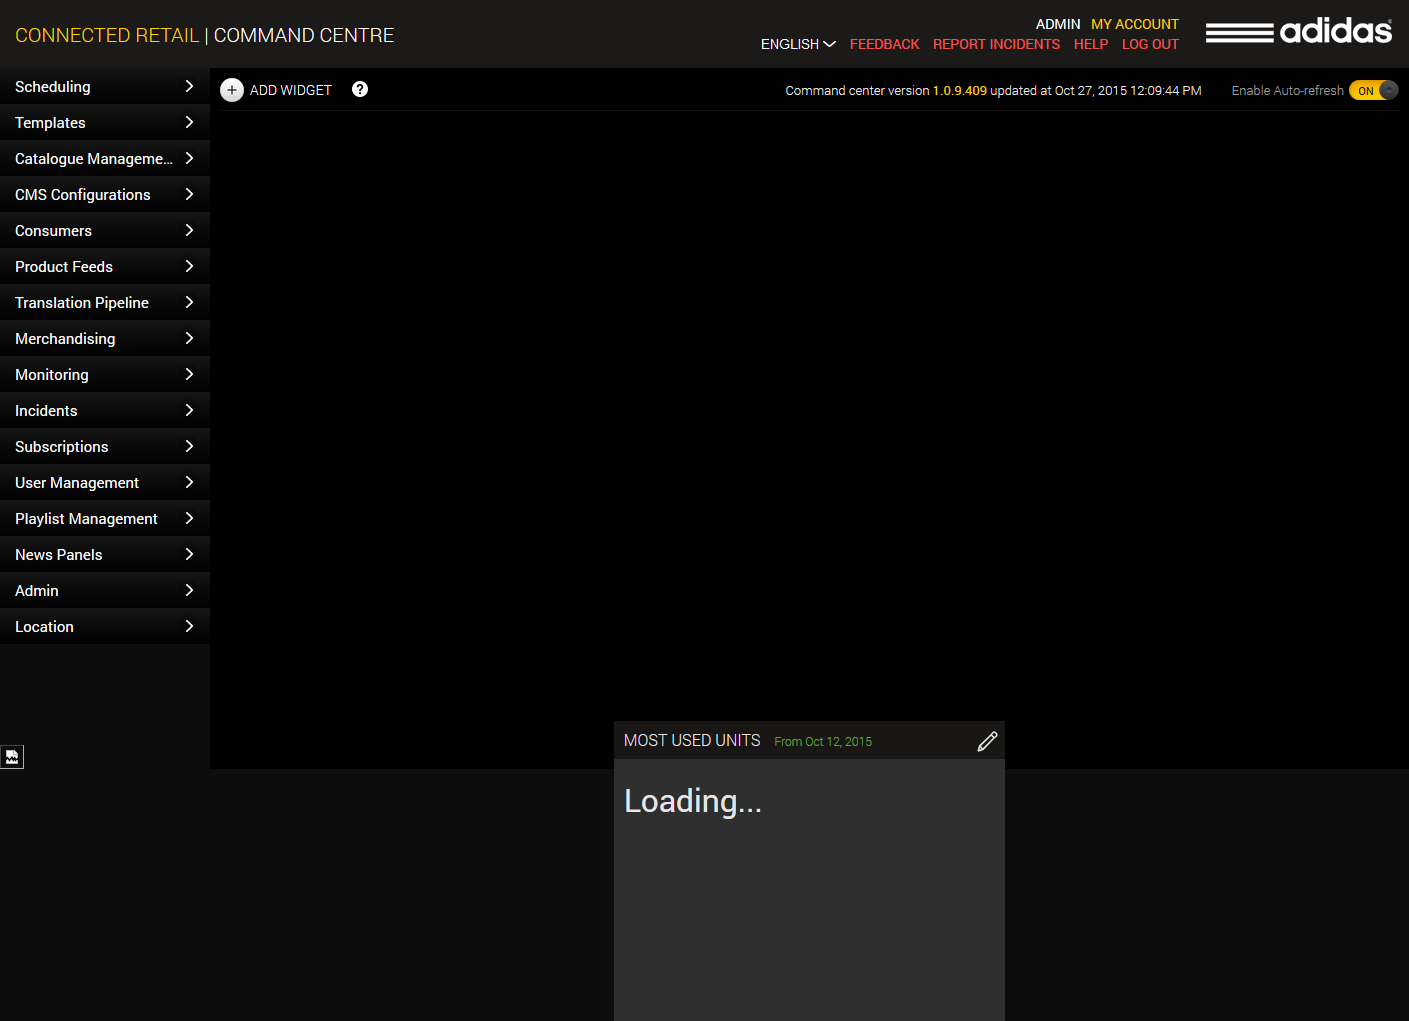 CONNECTED RETAIL | COMMAND CENTRE
ADMIN MY ACCOUNT
ENGLISH FEEDBACK REPORT INCIDENTS HELP LOG OUT
adidas
Scheduling
Templates
Catalogue Manageme...
CMS Configurations
Consumers
Product Feeds
Translation Pipeline
Merchandising
Monitoring
Incidents
Subscriptions
User Management
Playlist Management
News Panels
Admin
Location
+ ADD WIDGET ?
Command center version 1.0.9.409 updated at Oct 27, 2015 12:09:44 PM
Enable Auto-refresh ON
MOST USED UNITS From Oct 12, 2015
Loading...